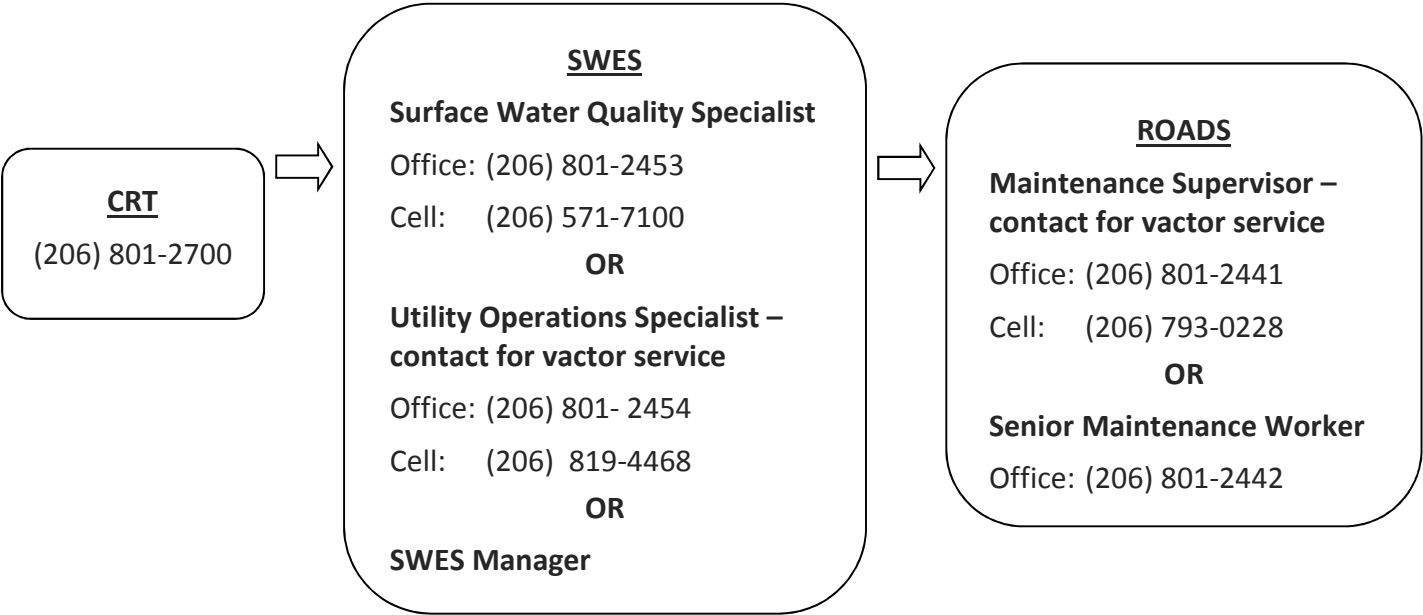 CRT
(206) 801-2700
SWES
Surface Water Quality Specialist
Office: (206) 801-2453
Cell: (206) 571-7100
OR
Utility Operations Specialist –
contact for vactor service
Office: (206) 801- 2454
Cell: (206) 819-4468
OR
SWES Manager
ROADS
Maintenance Supervisor –
contact for vactor service
Office: (206) 801-2441
Cell: (206) 793-0228
OR
Senior Maintenance Worker
Office: (206) 801-2442